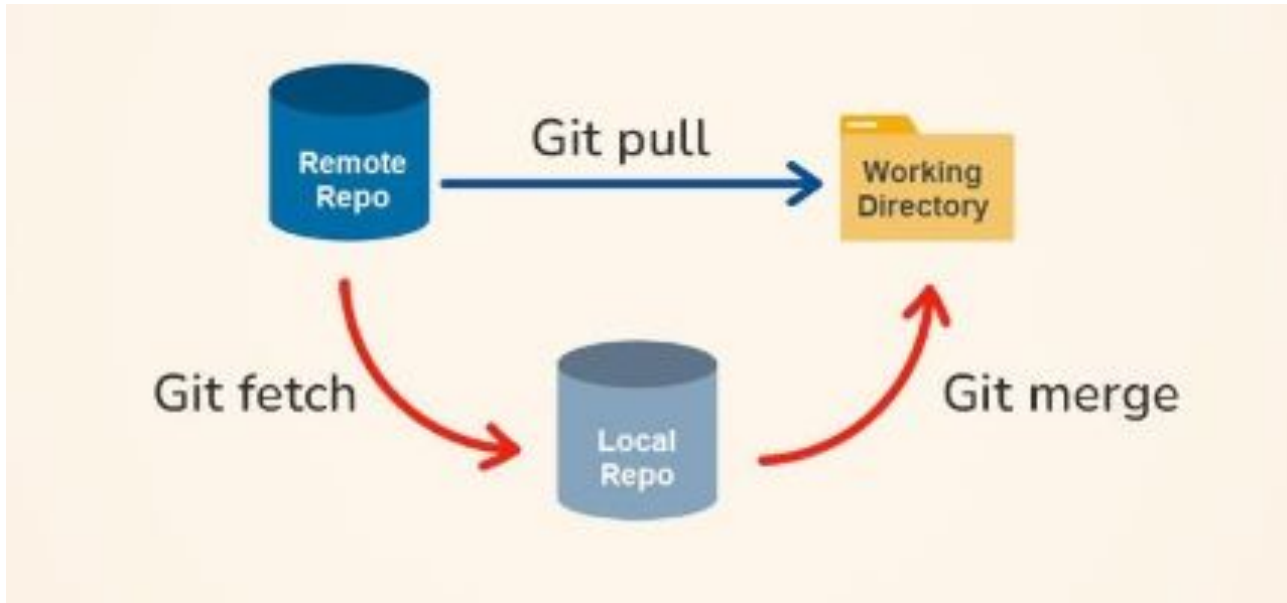 Git pull
Remote
Repo
Working
Directory
Git fetch
Git merge
Local
Repo